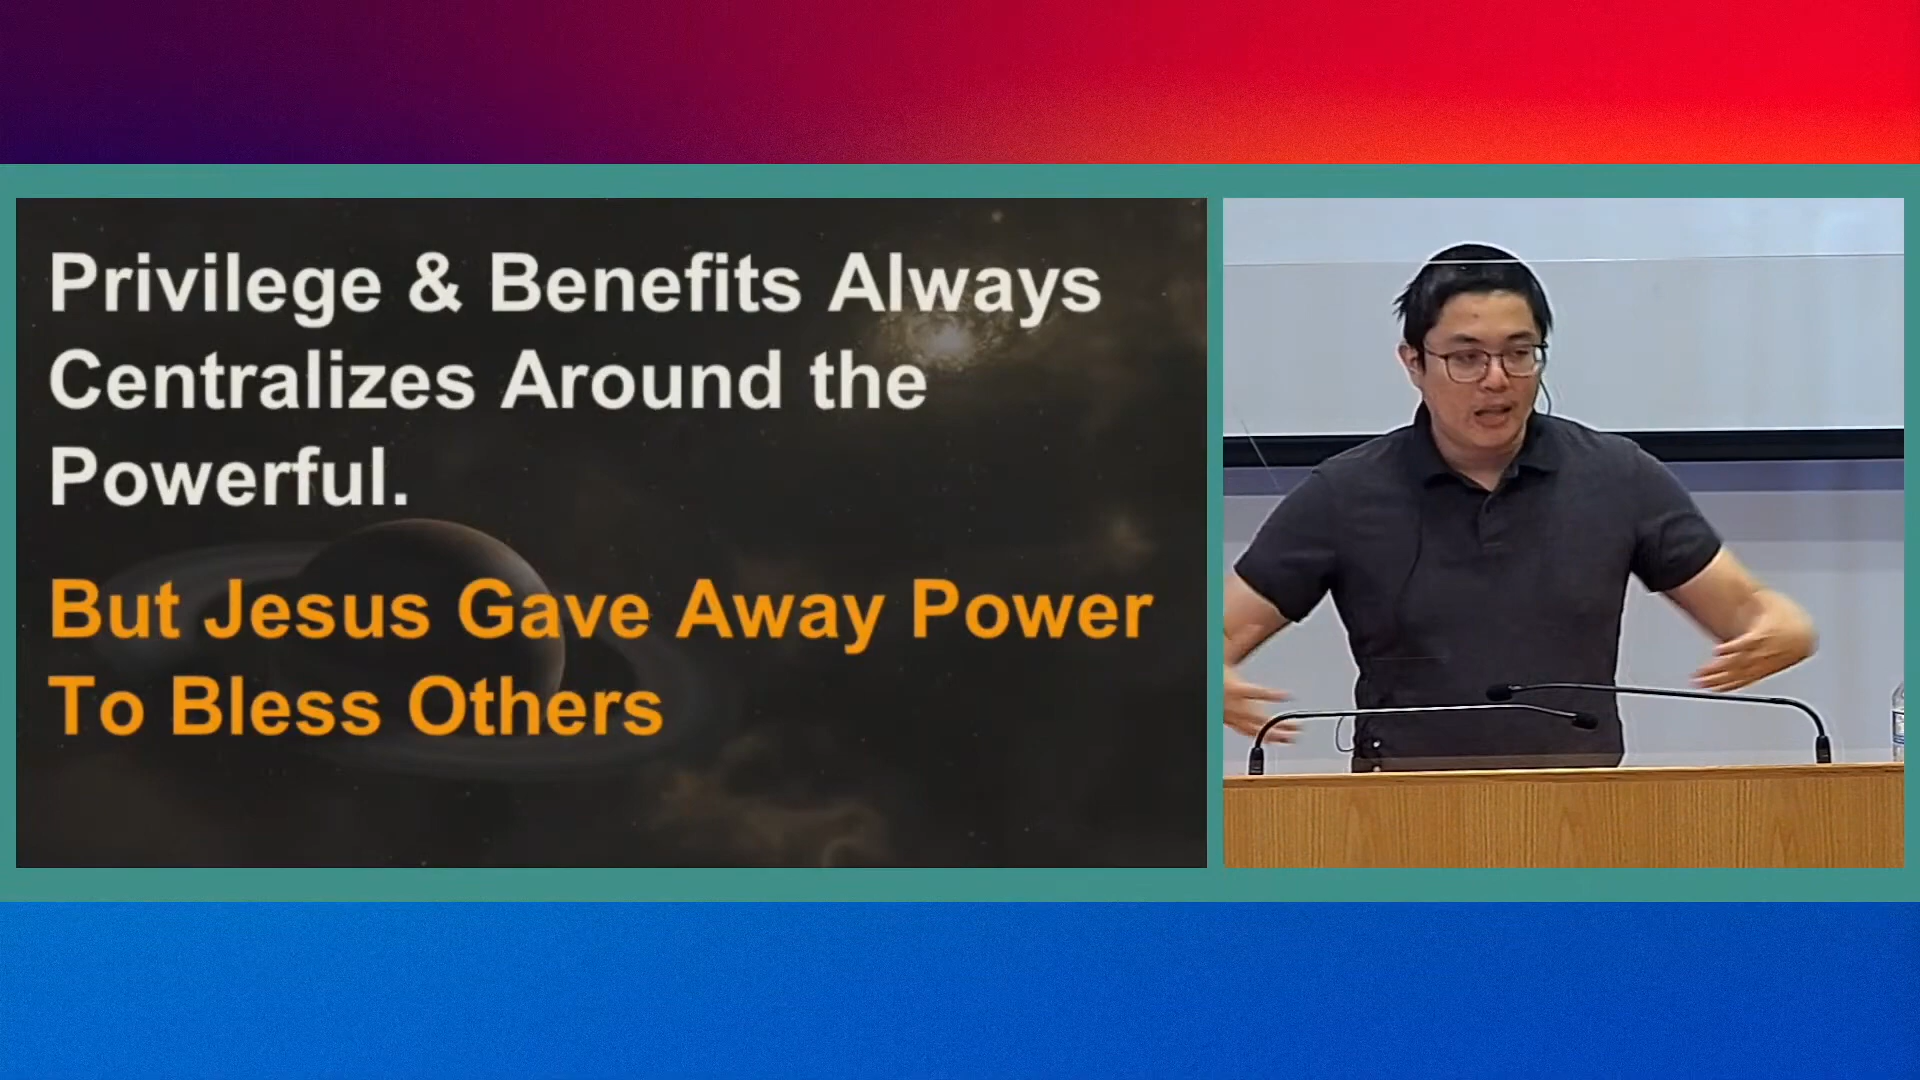 Privilege & Benefits Always
Centralizes Around the
Powerful.
But Jesus Gave Away Power
To Bless Others